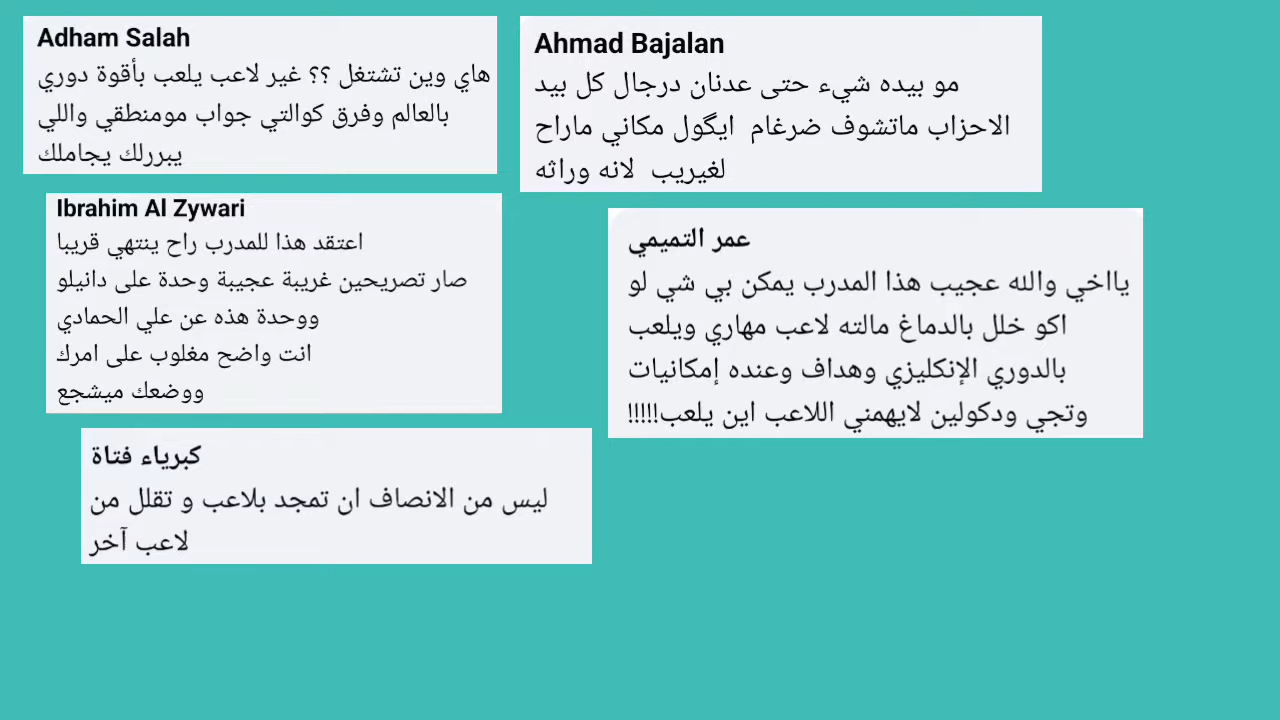 Adham Salah
هاي وين تشتغل ؟؟ غير لاعب يلعب بأقوة دوري
بالعالم وفرق كوالتي جواب مومنطقي واللي
يبررلك يجاملك
Ahmad Bajalan
مو بيده شيء حتى عدنان درجال كل بيد
الاحزاب ماتشوف ضرغام ايگول مكاني ماراح
لغيريب لانه وراثه
Ibrahim Al Zywari
اعتقد هذا للمدرب راح ينتهي قريبا
صار تصريحين غريبة عجيبة وحدة على دانيلو
ووحدة هذه عن علي الحمادي
انت واضح مغلوب على امرك
ووضعك ميشجع
عمر التميمي
يااخي والله عجيب هذا المدرب يمكن بي شي لو
اكو خلل بالدماغ مالته لاعب مهاري ويلعب
بالدوري الإنكليزي وهداف وعنده إمكانيات
وتجي ودكولين لايهمني اللاعب اين يلعب!!!!!
كبرياء فتاة
ليس من الانصاف ان تمجد بلاعب و تقلل من
لاعب آخر